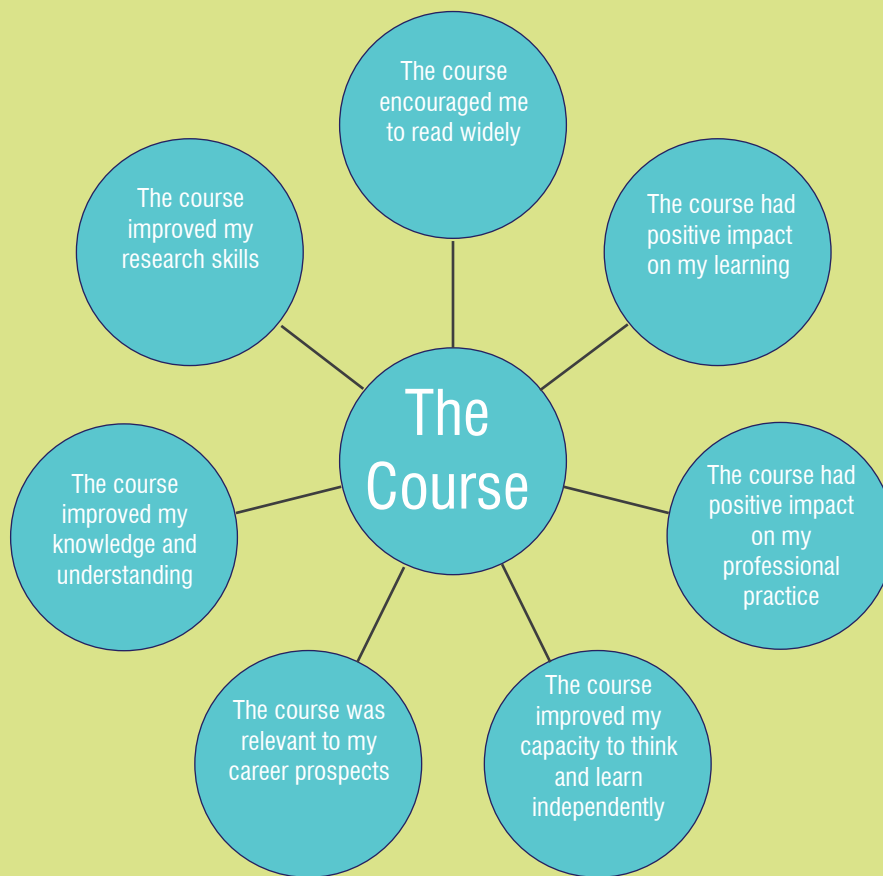 The course
encouraged me
to read widely
The course had
positive impact
on my learning
The course had
positive impact
on my
professional
practice
The course
improved my
capacity to think
and learn
independently
The course was
relevant to my
career prospects
The course
improved my
knowledge and
understanding
The course
improved my
research skills
The
Course